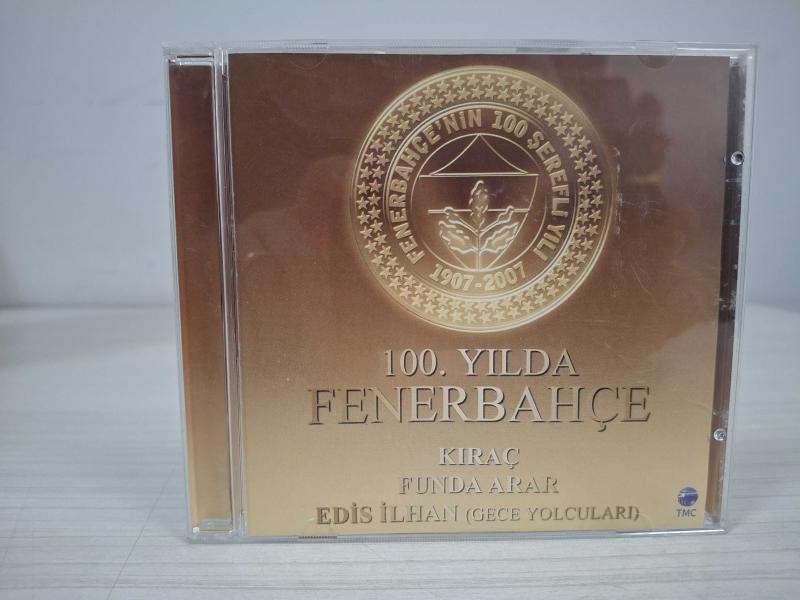 FENERBAHÇE'NİN 100 ŞEREFLİ YILI
1907-2007
100. YILDA
FENERBAHÇE
KIRAÇ
FUNDA ARAR
EDİS İLHAN (GECE YOLCULARI)
TMC